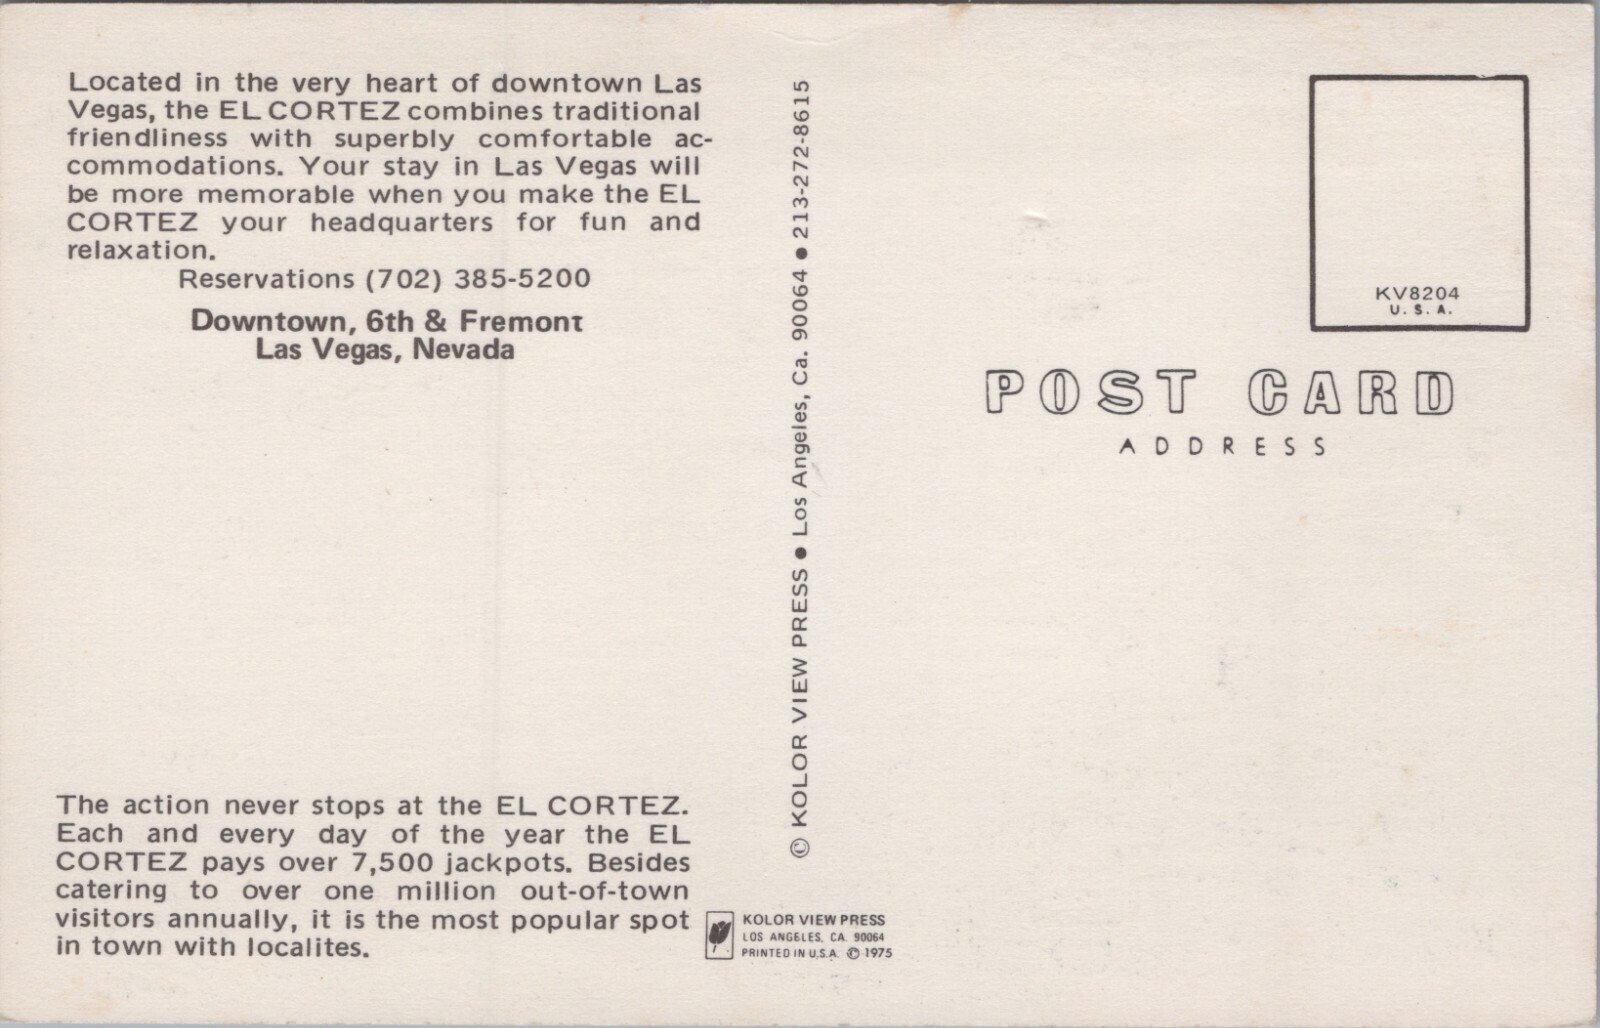 Located in the very heart of downtown Las
Vegas, the EL CORTEZ combines traditional
friendliness with superbly comfortable ac-
commodations. Your stay in Las Vegas will
be more memorable when you make the EL
CORTEZ your headquarters for fun and
relaxation.
Reservations (702) 385-5200
Downtown, 6th & Fremont
Las Vegas, Nevada
The action never stops at the EL CORTEZ.
Each and every day of the year the EL
CORTEZ pays over 7,500 jackpots. Besides
catering to over one million out-of-town
visitors annually, it is the most popular spot
in town with localites.
© KOLOR VIEW PRESS ● Los Angeles, Ca. 90064 ● 213-272-8615
KOLOR VIEW PRESS
LOS ANGELES, CA. 90064
PRINTED IN U.S.A. © 1975
KV8204
U. S. A.
POST CARD
ADDRESS